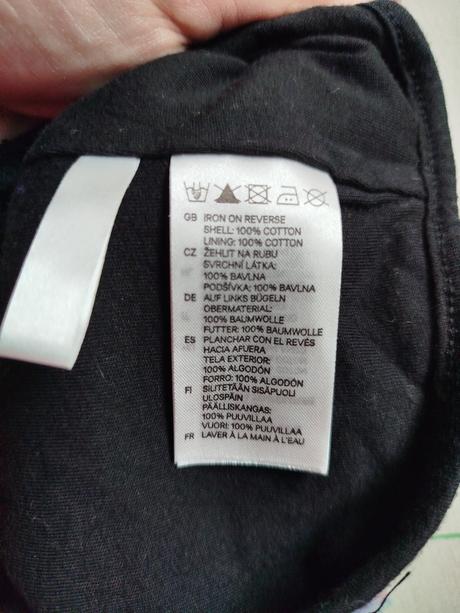 GB IRON ON REVERSE
SHELL: 100% COTTON
LINING: 100% COTTON
CZ ŽEHLIT NA RUBU
SVRCHNÍ LÁTKA:
100% BAVLNA
PODŠÍVKA: 100% BAVLNA
DE AUF LINKS BÜGELN
OBERMATERIAL:
100% BAUMWOLLE
FUTTER: 100% BAUMWOLLE
ES PLANCHAR CON EL REVÉS
HACIA AFUERA
TELA EXTERIOR:
100% ALGODÓN
FORRO: 100% ALGODÓN
FI SILITETÄÄN SISÄPUOLI
ULOSPÄIN
PÄÄLLISKANGAS:
100% PUUVILLAA
VUORI: 100% PUUVILLAA
FR LAVER À LA MAIN À L'EAU